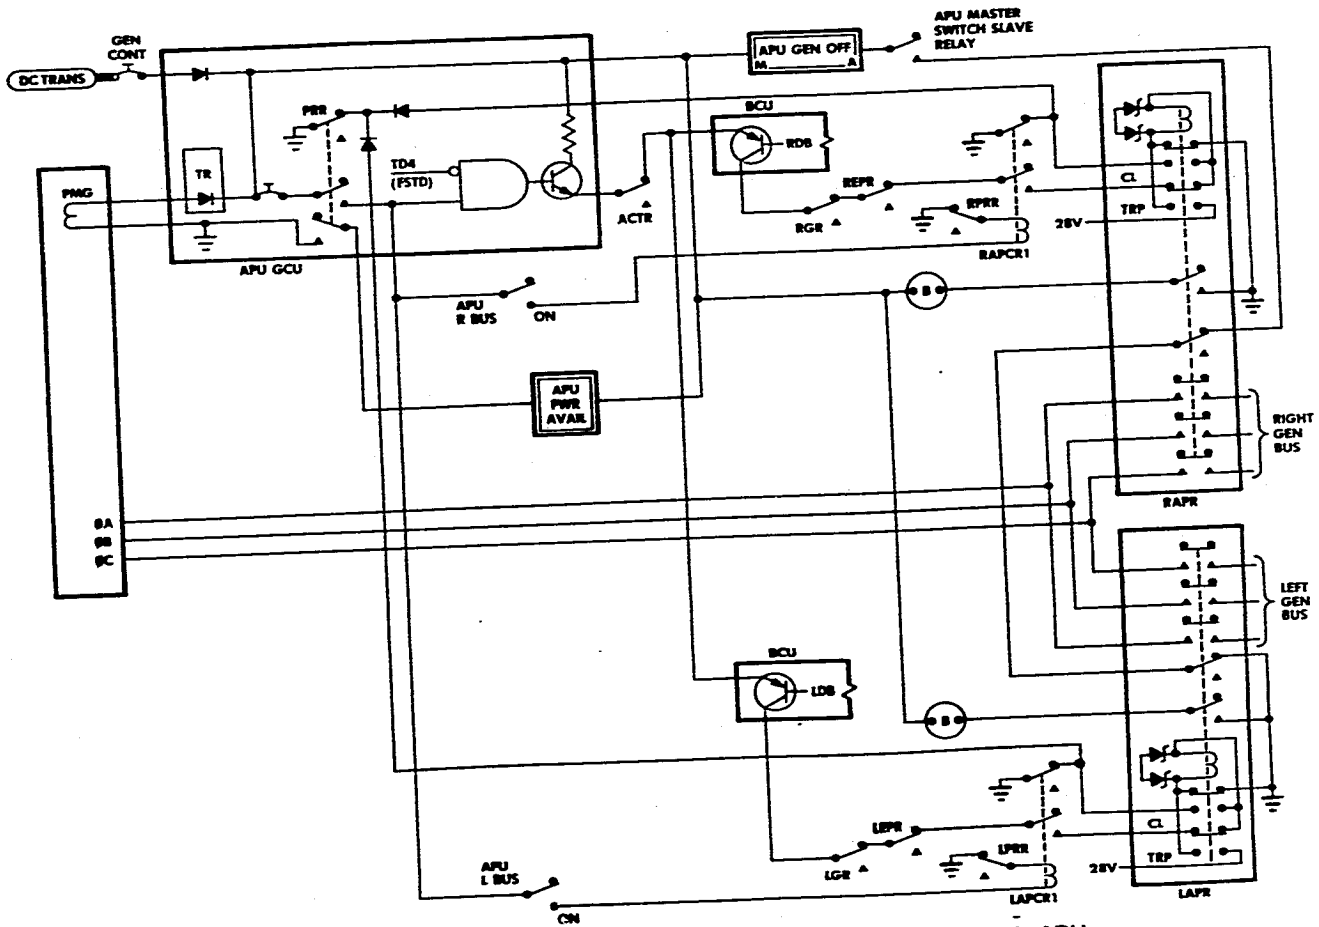 APU MASTER
SWITCH SLAVE
RELAY
GEN
CONT
APU GEN OFF
M A
DC TRANS
PRR
BCU
RDB
TR
TD4
(FSTD)
PMG
REPR
CL
ACTR
RGR
RPRR
TRP
28V
APU GCU
RAPCR1
APU
R BUS
ON
B
APU
PWR
AVAIL
RIGHT
GEN
BUS
RAPR
ØA
ØB
ØC
LEFT
GEN
BUS
BCU
LDB
B
LEPR
CL
LPRR
TRP
28V
LGR
APU
L BUS
LAPCR1
LAPR
ON